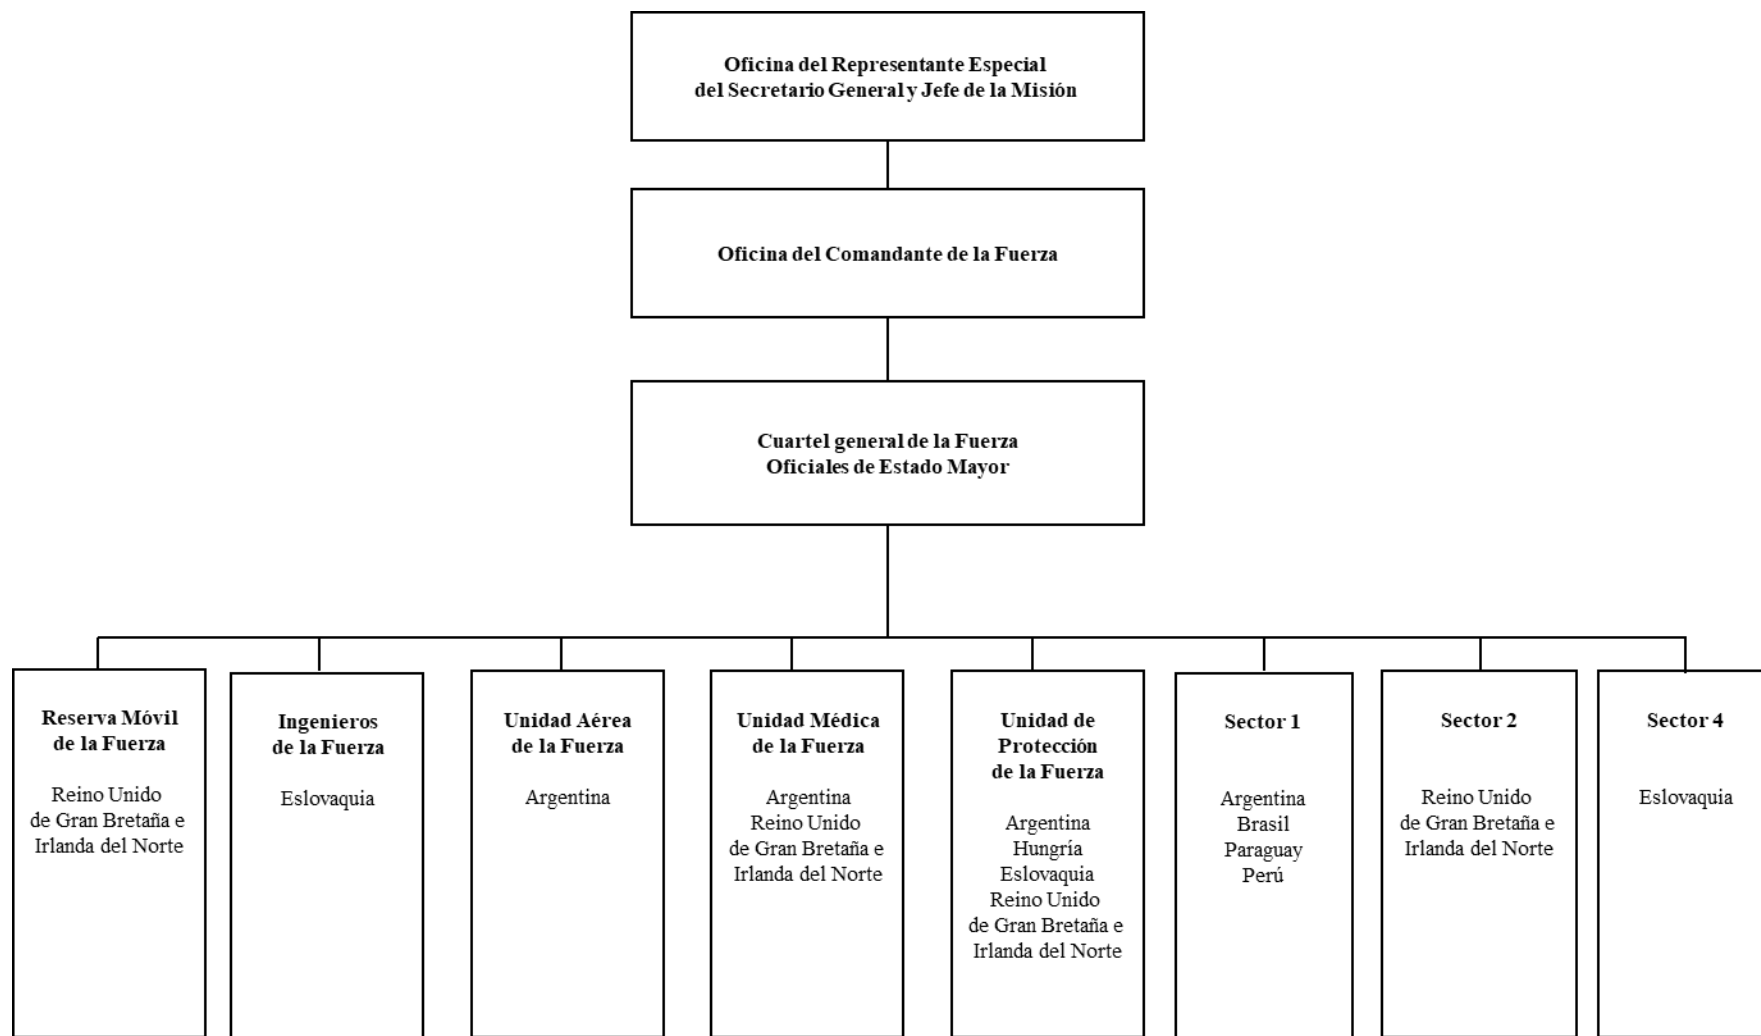 Oficina del Representante Especial
del Secretario General y Jefe de la Misión
Oficina del Comandante de la Fuerza
Cuartel general de la Fuerza
Oficiales de Estado Mayor
Reserva Móvil
de la Fuerza
Reino Unido
de Gran Bretaña e
Irlanda del Norte
Ingenieros
de la Fuerza
Eslovaquia
Unidad Aérea
de la Fuerza
Argentina
Unidad Médica
de la Fuerza
Argentina
Reino Unido
de Gran Bretaña e
Irlanda del Norte
Unidad de
Protección
de la Fuerza
Argentina
Hungría
Eslovaquia
Reino Unido
de Gran Bretaña e
Irlanda del Norte
Sector 1
Argentina
Brasil
Paraguay
Perú
Sector 2
Reino Unido
de Gran Bretaña e
Irlanda del Norte
Sector 4
Eslovaquia